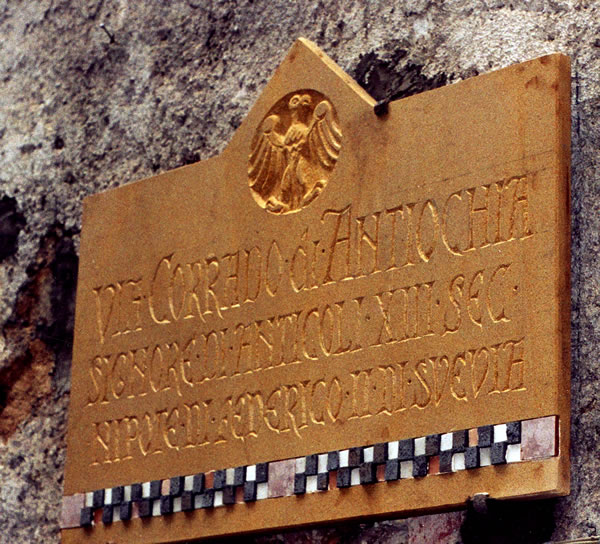 VIA · CORRADO · di · ANTIOCHIA
SIGNORE · DI · ANTICOLI · XIII · SEC ·
NIPOTE DI FEDERICO · II · DI · SVEVIA